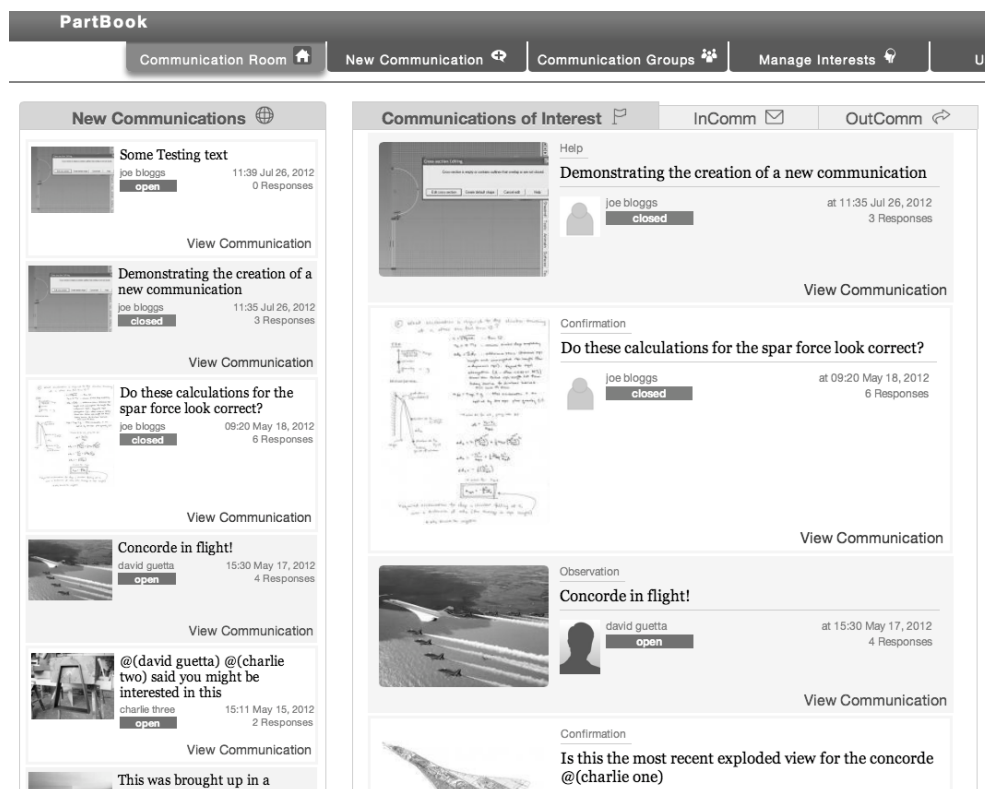 PartBook
Communication Room
New Communication
Communication Groups
Manage Interests
U
New Communications
Some Testing text
joe bloggs 11:39 Jul 26, 2012
open 0 Responses
View Communication
Demonstrating the creation of a
new communication
joe bloggs 11:35 Jul 26, 2012
closed 3 Responses
View Communication
Do these calculations for the
spar force look correct?
joe bloggs 09:20 May 18, 2012
closed 6 Responses
View Communication
Concorde in flight!
david guetta 15:30 May 17, 2012
open 4 Responses
View Communication
@(david guetta) @(charlie
two) said you might be
interested in this
charlie three 15:11 May 15, 2012
open 2 Responses
View Communication
This was brought up in a
Communications of Interest
InComm
OutComm
Help
Demonstrating the creation of a new communication
joe bloggs at 11:35 Jul 26, 2012
closed 3 Responses
View Communication
Confirmation
Do these calculations for the spar force look correct?
joe bloggs at 09:20 May 18, 2012
closed 6 Responses
View Communication
Observation
Concorde in flight!
david guetta at 15:30 May 17, 2012
open 4 Responses
View Communication
Confirmation
Is this the most recent exploded view for the concorde
@(charlie one)